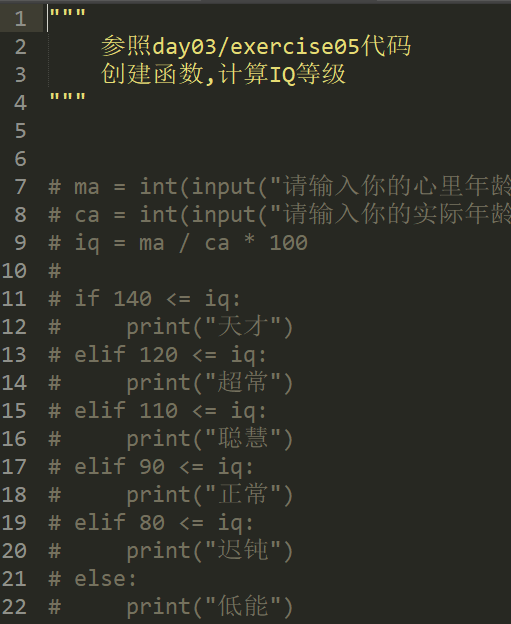 1 """
2     参照day03/exercise05代码
3     创建函数,计算IQ等级
4 """
5
6
7 # ma = int(input("请输入你的心里年龄
8 # ca = int(input("请输入你的实际年龄
9 # iq = ma / ca * 100
10 #
11 # if 140 <= iq:
12 #     print("天才")
13 # elif 120 <= iq:
14 #     print("超常")
15 # elif 110 <= iq:
16 #     print("聪慧")
17 # elif 90 <= iq:
18 #     print("正常")
19 # elif 80 <= iq:
20 #     print("迟钝")
21 # else:
22 #     print("低能")